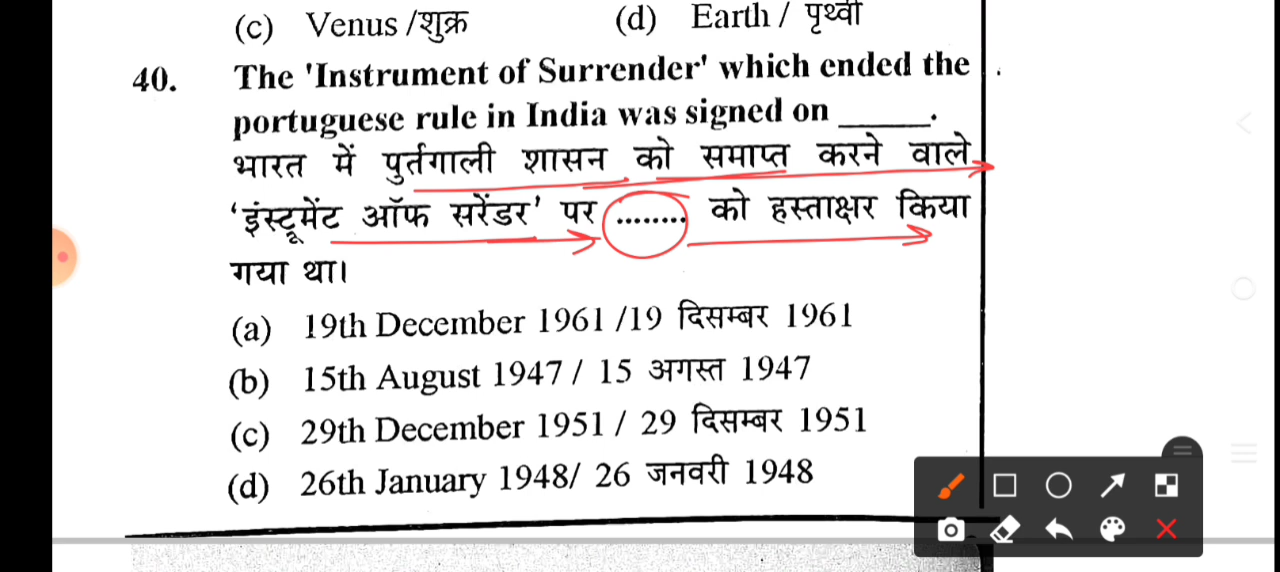 (c) Venus /शुक्र (d) Earth / पृथ्वी
40. The 'Instrument of Surrender' which ended the
portuguese rule in India was signed on _____.
भारत में पुर्तगाली शासन को समाप्त करने वाले
‘इंस्ट्रूमेंट ऑफ सरेंडर’ पर ......... को हस्ताक्षर किया
गया था।
(a) 19th December 1961 /19 दिसम्बर 1961
(b) 15th August 1947 / 15 अगस्त 1947
(c) 29th December 1951 / 29 दिसम्बर 1951
(d) 26th January 1948/ 26 जनवरी 1948